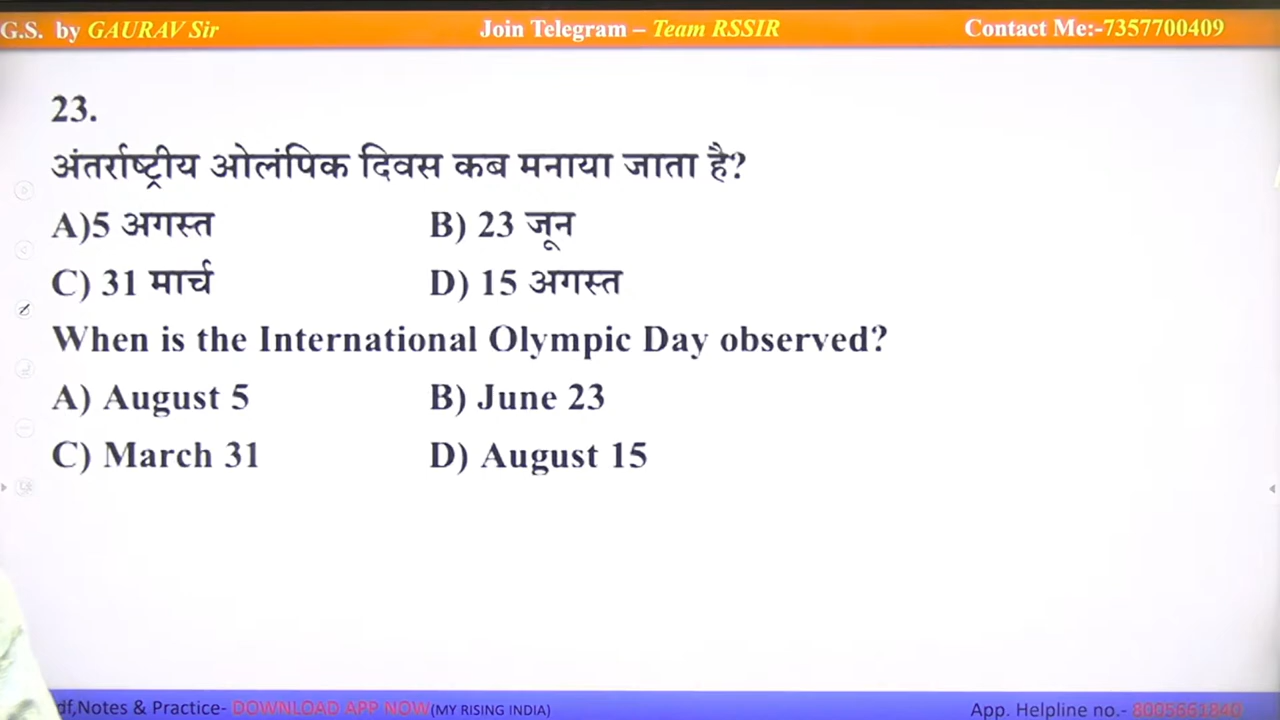 G.S. by GAURAV Sir Join Telegram – Team RSSIR Contact Me:-7357700409
23.
अंतर्राष्ट्रीय ओलंपिक दिवस कब मनाया जाता है?
A)5 अगस्त B) 23 जून
C) 31 मार्च D) 15 अगस्त
When is the International Olympic Day observed?
A) August 5 B) June 23
C) March 31 D) August 15
df,Notes & Practice- DOWNLOAD APP NOW(MY RISING INDIA) App. Helpline no.- 8005661840